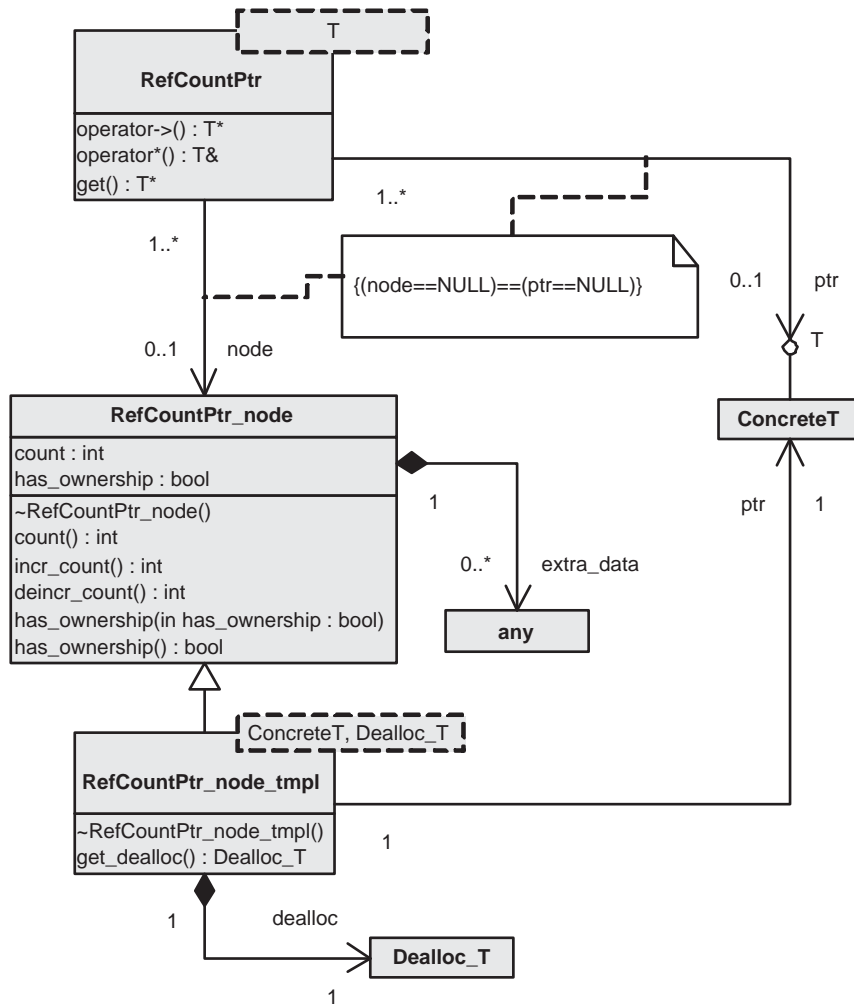 T
RefCountPtr
operator->() : T*
operator*() : T&
get() : T*
1..*
1..*
{(node==NULL)==(ptr==NULL)}
0..1 ptr
T
0..1 node
RefCountPtr_node
ConcreteT
count : int
has_ownership : bool
1
ptr 1
~RefCountPtr_node()
count() : int
incr_count() : int
deincr_count() : int
has_ownership(in has_ownership : bool)
has_ownership() : bool
0..* extra_data
any
ConcreteT, Dealloc_T
RefCountPtr_node_tmpl
~RefCountPtr_node_tmpl()
get_dealloc() : Dealloc_T
1
1 dealloc
Dealloc_T
1